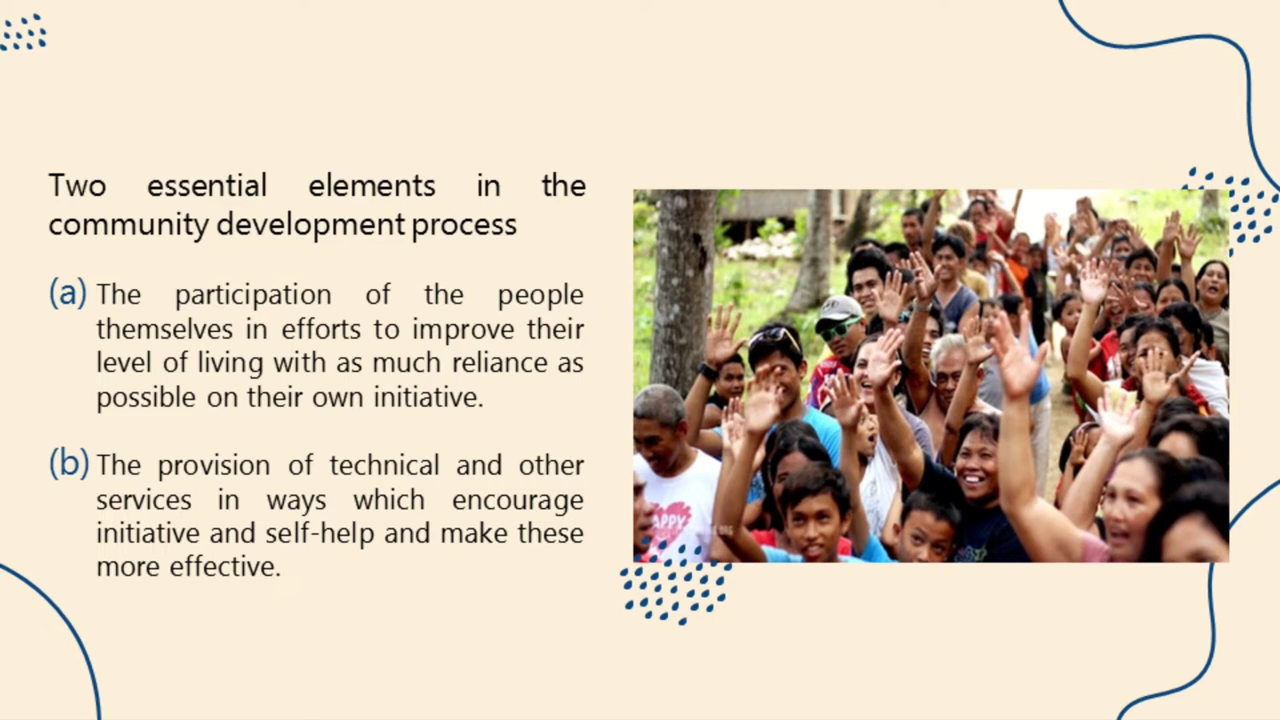 Two essential elements in the
community development process
(a) The participation of the people
themselves in efforts to improve their
level of living with as much reliance as
possible on their own initiative.
(b) The provision of technical and other
services in ways which encourage
initiative and self-help and make these
more effective.